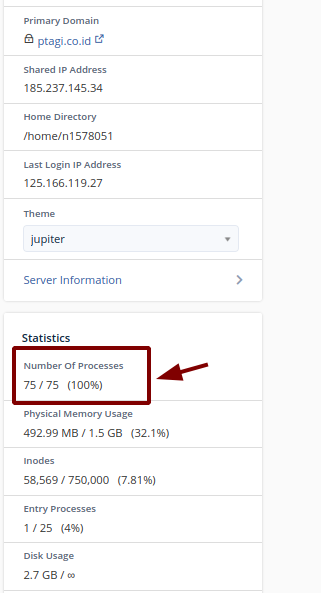 Primary Domain
ptagi.co.id
Shared IP Address
185.237.145.34
Home Directory
/home/n1578051
Last Login IP Address
125.166.119.27
Theme
jupiter
Server Information
Statistics
Number Of Processes
75 / 75 (100%)
Physical Memory Usage
492.99 MB / 1.5 GB (32.1%)
Inodes
58,569 / 750,000 (7.81%)
Entry Processes
1 / 25 (4%)
Disk Usage
2.7 GB / ∞